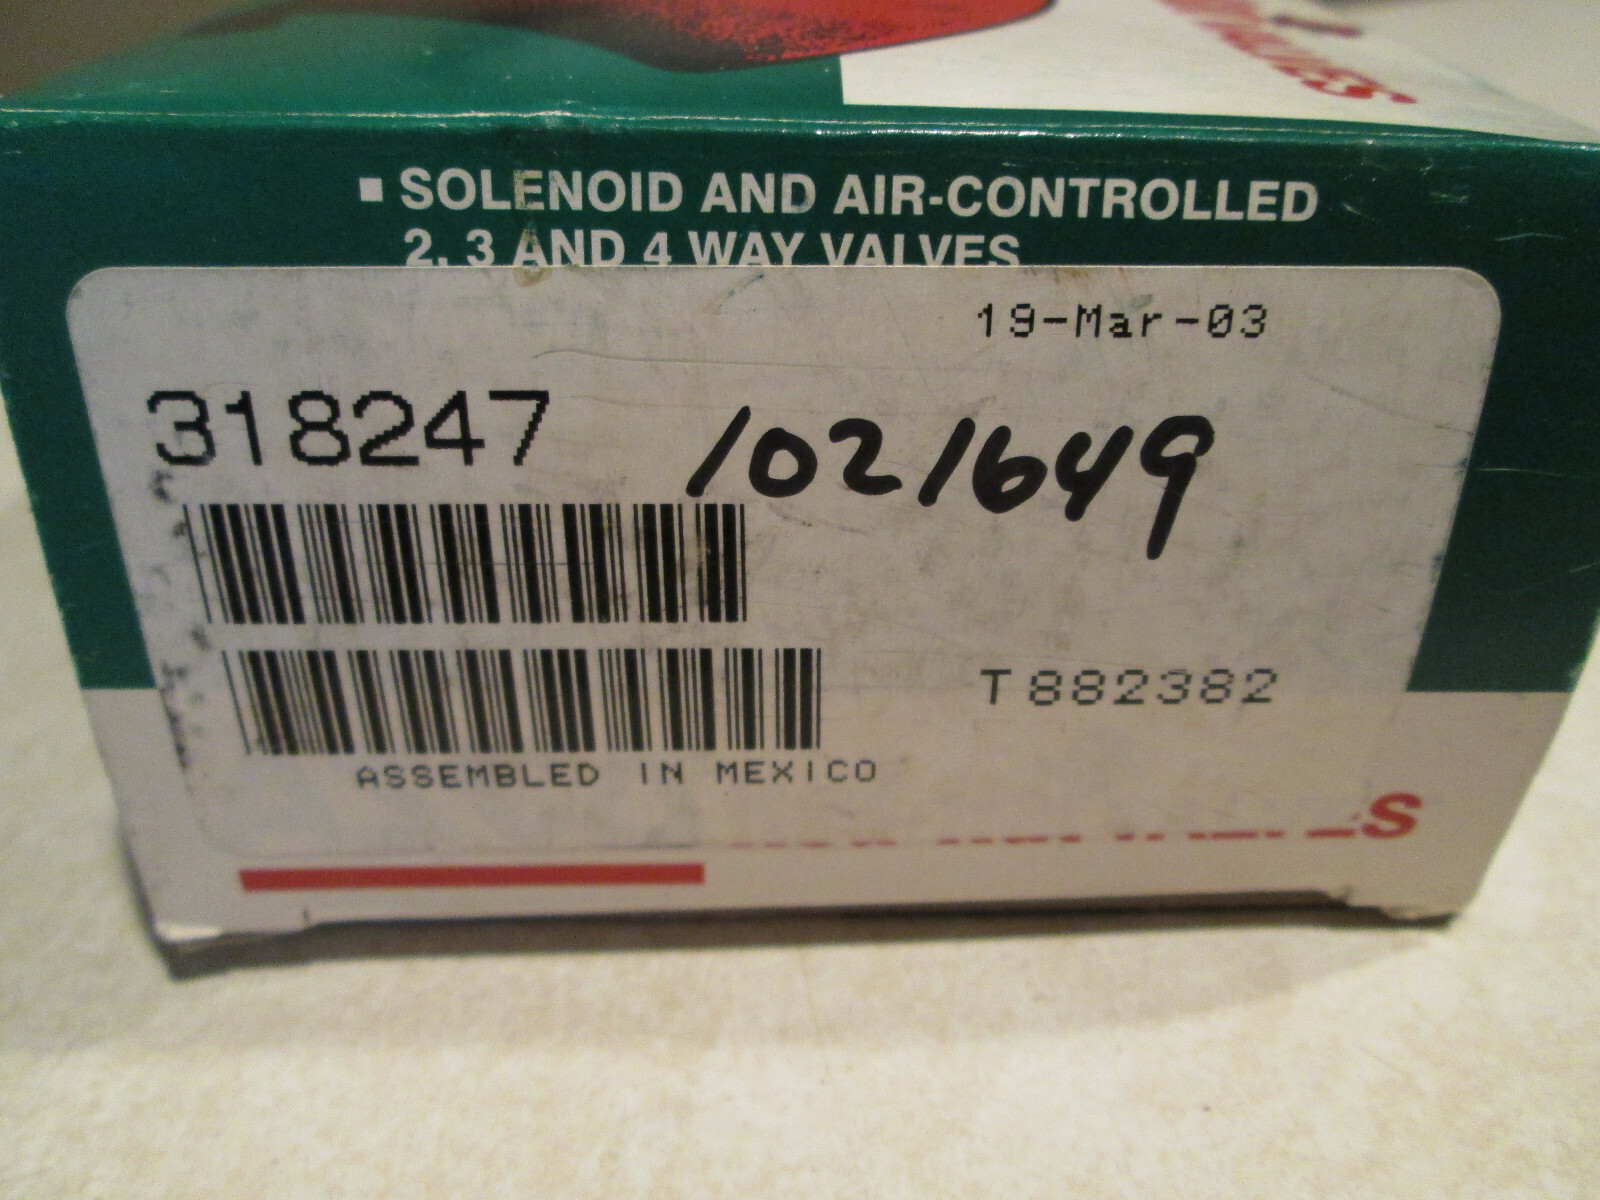 ▪ SOLENOID AND AIR-CONTROLLED
2, 3 AND 4 WAY VALVES
19-Mar-03
318247
1021649
T882382
ASSEMBLED IN MEXICO